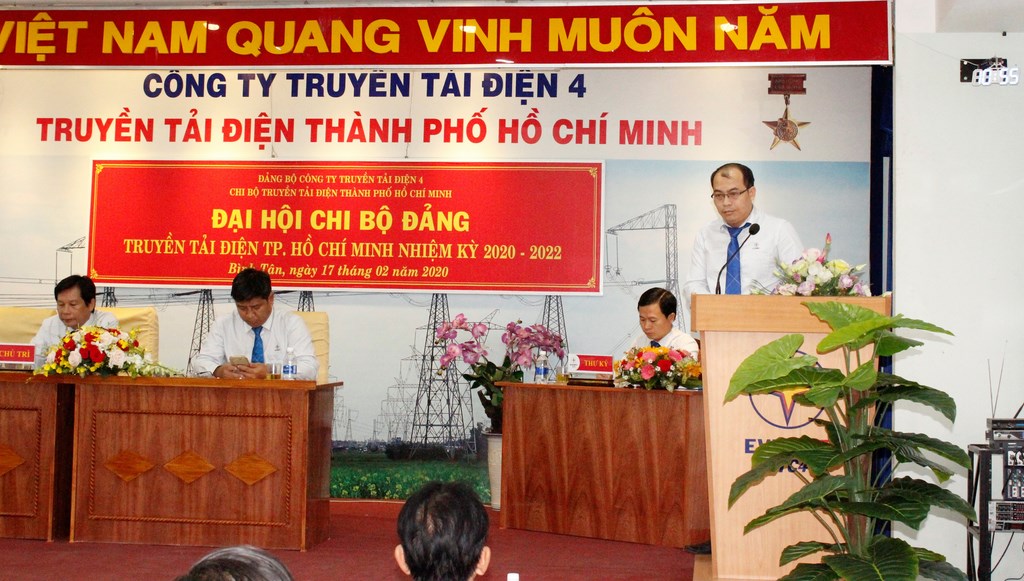 VIỆT NAM QUANG VINH MUÔN NĂM
CÔNG TY TRUYỀN TẢI ĐIỆN 4
TRUYỀN TẢI ĐIỆN THÀNH PHỐ HỒ CHÍ MINH
ĐẢNG BỘ CÔNG TY TRUYỀN TẢI ĐIỆN 4
CHI BỘ TRUYỀN TẢI ĐIỆN THÀNH PHỐ HỒ CHÍ MINH
ĐẠI HỘI CHI BỘ ĐẢNG
TRUYỀN TẢI ĐIỆN TP. HỒ CHÍ MINH NHIỆM KỲ 2020 - 2022
Bình Tân, ngày 17 tháng 02 năm 2020
CHỦ TRÌ
THƯ KÝ